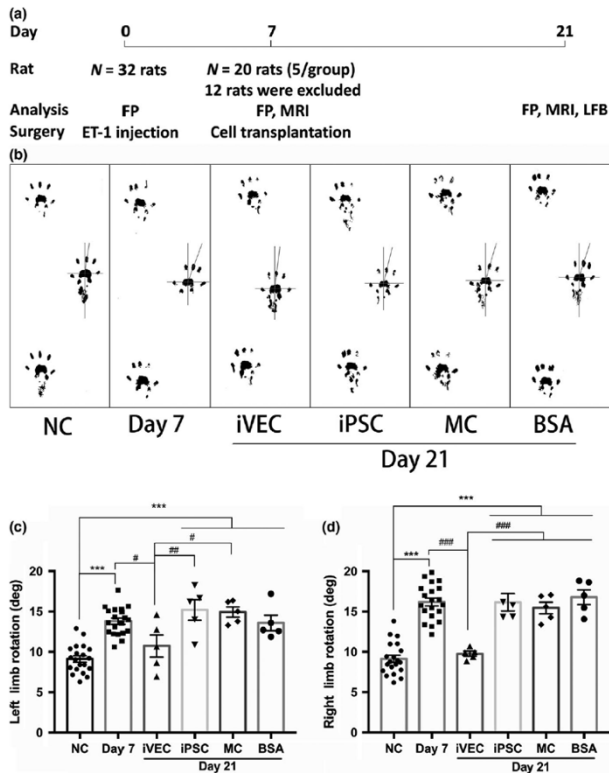 (a)
Day 0 7 21
Rat N = 32 rats N = 20 rats (5/group)
12 rats were excluded
Analysis FP FP, MRI FP, MRI, LFB
Surgery ET-1 injection Cell transplantation
(b)
NC Day 7 iVEC iPSC MC BSA
Day 21
(c)
***
#
***
#
##
Left limb rotation (deg)
20
15
10
5
0
NC Day 7 iVEC iPSC MC BSA
Day 21
(d)
***
###
***
###
Right limb rotation (deg)
20
15
10
5
0
NC Day 7 iVEC iPSC MC BSA
Day 21